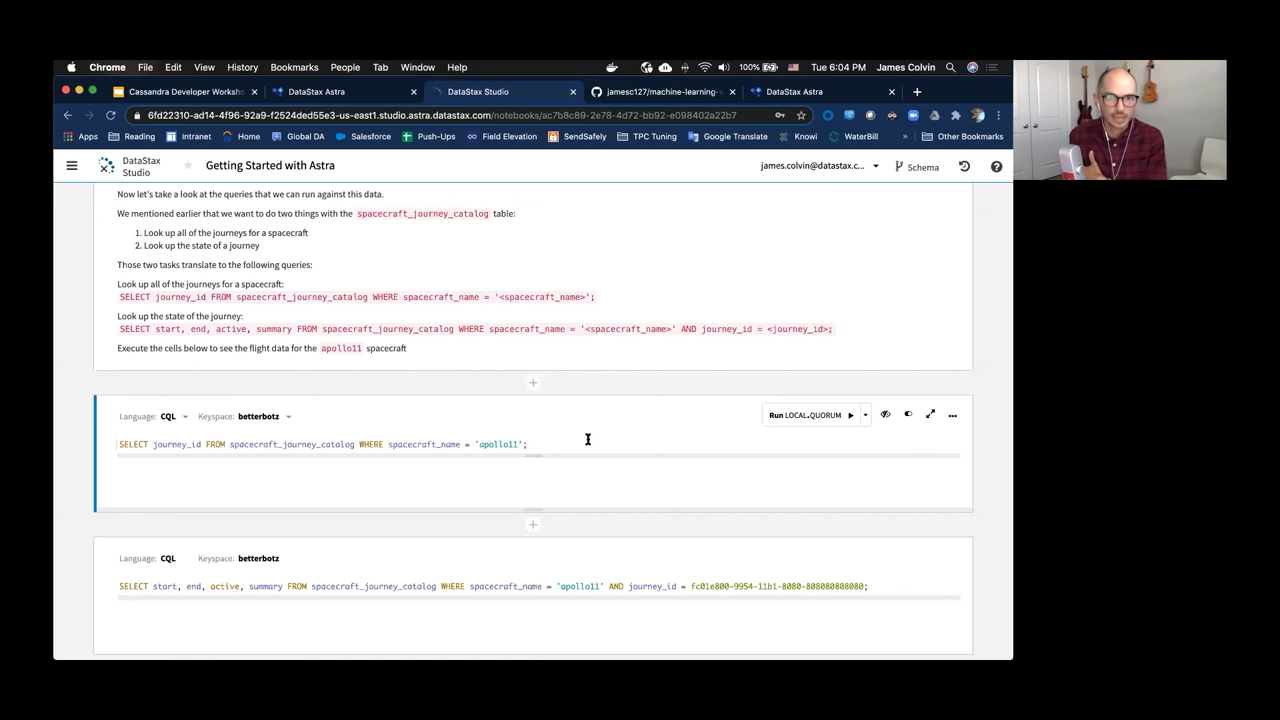 Chrome File Edit View History Bookmarks People Tab Window Help 100% Tue 6:04 PM James Colvin
Cassandra Developer Worksho DataStax Astra DataStax Studio jamesc127/machine-learning- DataStax Astra
6fd22310-ad14-4f96-92a9-f2524ded55e3-us-east1.studio.astra.datastax.com/notebooks/ac7b8c89-2e78-4d72-bb92-e098402a22b7
Apps Reading Intranet Home Global DA Salesforce Push-Ups Field Elevation SendSafely TPC Tuning Google Translate Knowi WaterBill » Other Bookmarks
DataStax
Studio
Getting Started with Astra
james.colvin@datastax.c...
Schema
Now let's take a look at the queries that we can run against this data.
We mentioned earlier that we want to do two things with the spacecraft_journey_catalog table:
1. Look up all of the journeys for a spacecraft
2. Look up the state of a journey
Those two tasks translate to the following queries:
Look up all of the journeys for a spacecraft:
SELECT journey_id FROM spacecraft_journey_catalog WHERE spacecraft_name = '<spacecraft_name>';
Look up the state of the journey:
SELECT start, end, active, summary FROM spacecraft_journey_catalog WHERE spacecraft_name = '<spacecraft_name>' AND journey_id = <journey_id>;
Execute the cells below to see the flight data for the apollo11 spacecraft
Language: CQL Keyspace: betterbotz
Run LOCAL.QUORUM
SELECT journey_id FROM spacecraft_journey_catalog WHERE spacecraft_name = 'apollo11';
Language: CQL Keyspace: betterbotz
SELECT start, end, active, summary FROM spacecraft_journey_catalog WHERE spacecraft_name = 'apollo11' AND journey_id = fc01e800-9954-11b1-8080-808080808080;